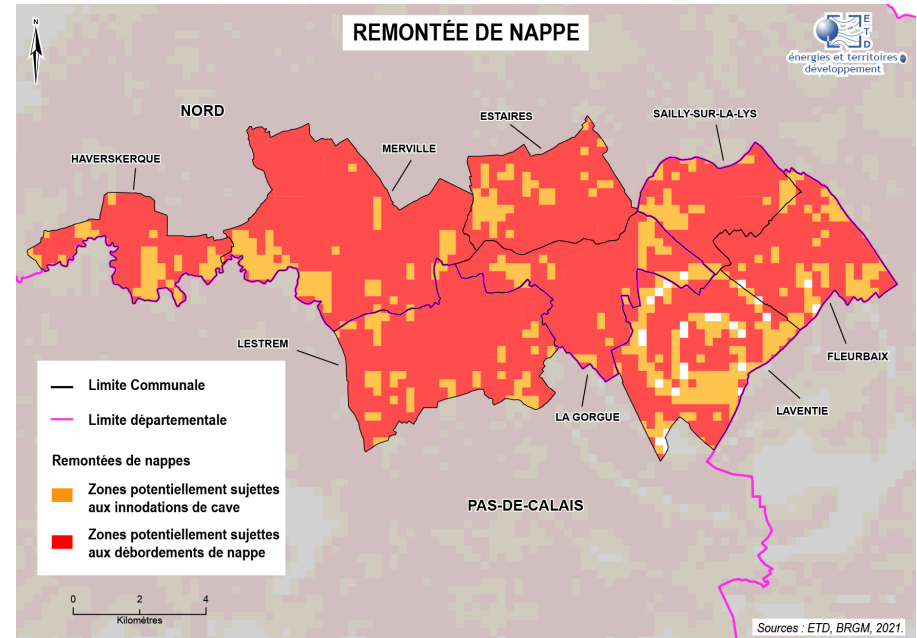 REMONTÉE DE NAPPE
N
E
T
D
énergies et territoires
développement
NORD
ESTAIRES
SAILLY-SUR-LA-LYS
MERVILLE
HAVERSKERQUE
LESTREM
FLEURBAIX
LA GORGUE
LAVENTIE
PAS-DE-CALAIS
Limite Communale
Limite départementale
Remontées de nappes
Zones potentiellement sujettes
aux innodations de cave
Zones potentiellement sujettes
aux débordements de nappe
0 2 4
Kilomètres
Sources : ETD, BRGM, 2021.